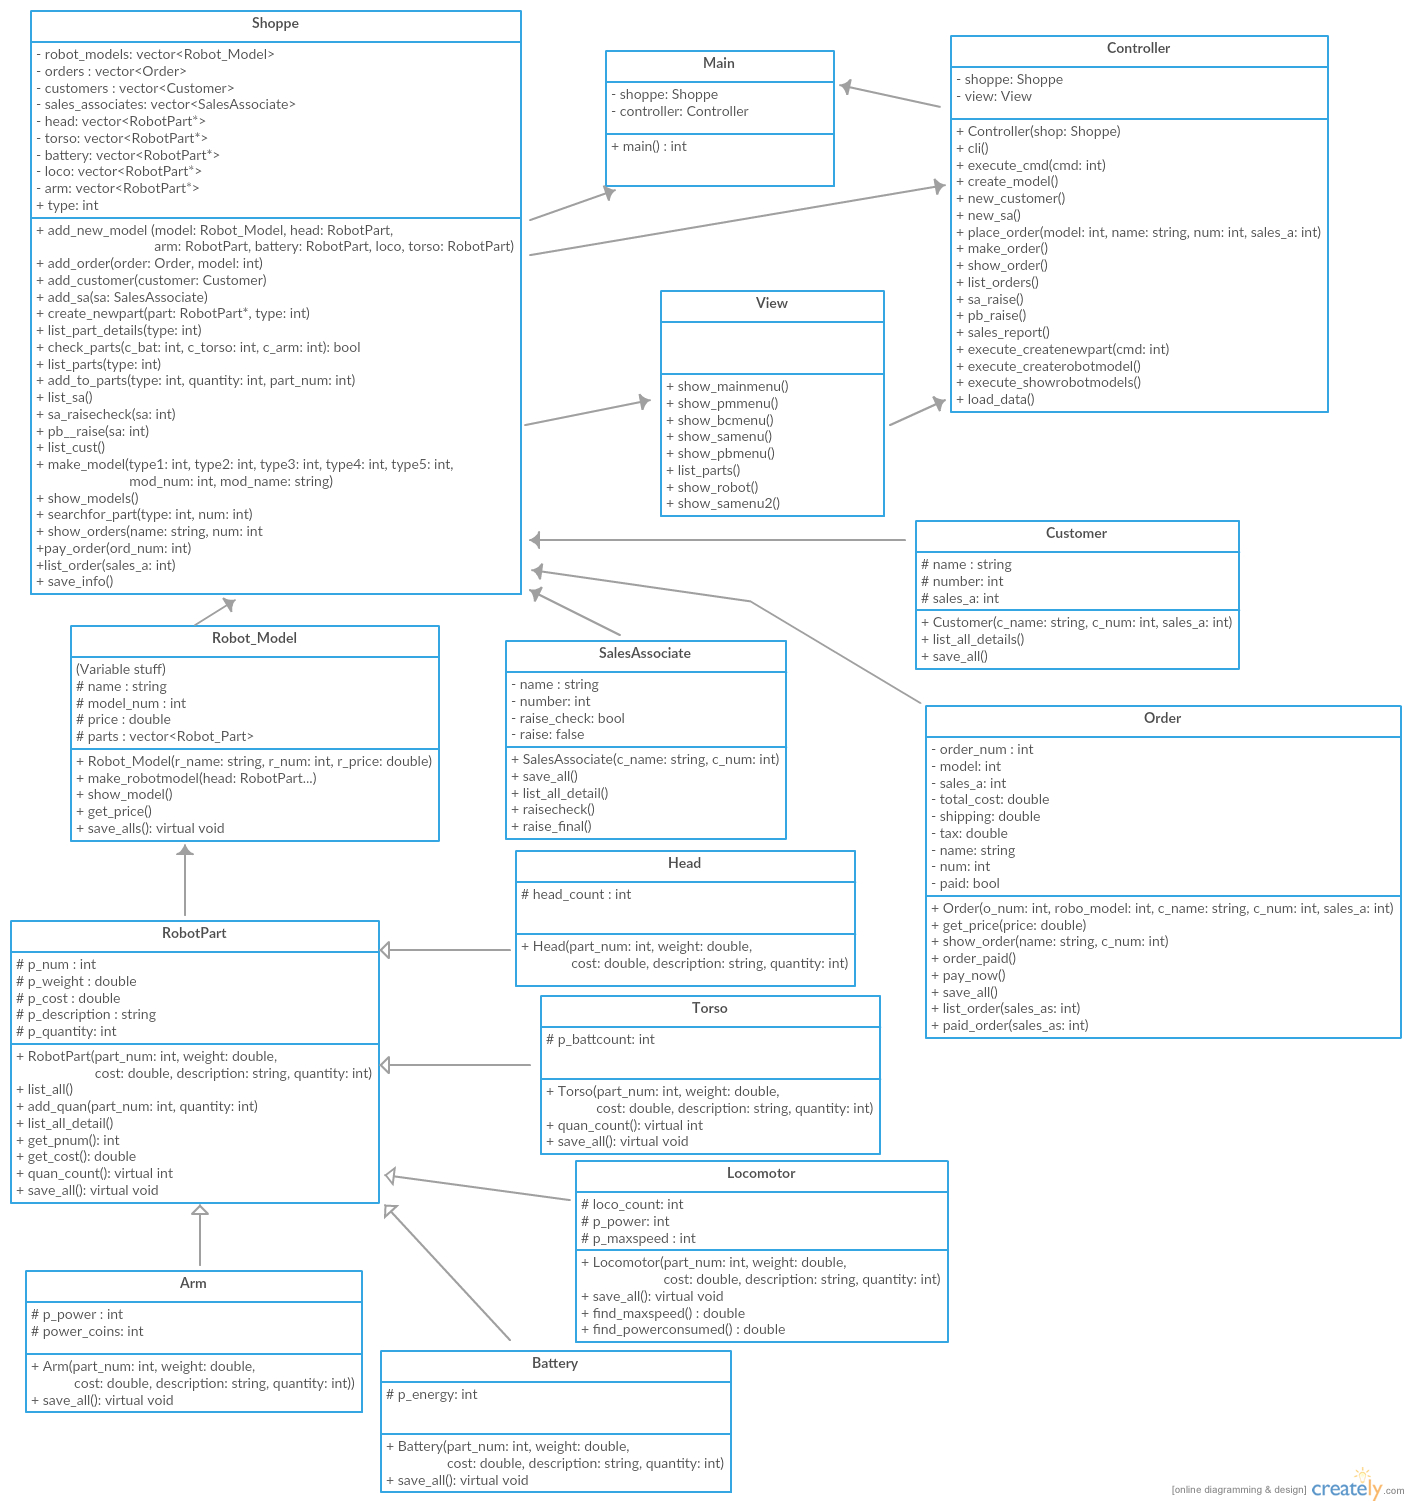 Shoppe
- robot_models: vector<Robot_Model>
- orders : vector<Order>
- customers : vector<Customer>
- sales_associates: vector<SalesAssociate>
- head: vector<RobotPart*>
- torso: vector<RobotPart*>
- battery: vector<RobotPart*>
- loco: vector<RobotPart*>
- arm: vector<RobotPart*>
+ type: int
+ add_new_model (model: Robot_Model, head: RobotPart,
arm: RobotPart, battery: RobotPart, loco, torso: RobotPart)
+ add_order(order: Order, model: int)
+ add_customer(customer: Customer)
+ add_sa(sa: SalesAssociate)
+ create_newpart(part: RobotPart*, type: int)
+ list_part_details(type: int)
+ check_parts(c_bat: int, c_torso: int, c_arm: int): bool
+ list_parts(type: int)
+ add_to_parts(type: int, quantity: int, part_num: int)
+ list_sa()
+ sa_raisecheck(sa: int)
+ pb__raise(sa: int)
+ list_cust()
+ make_model(type1: int, type2: int, type3: int, type4: int, type5: int,
mod_num: int, mod_name: string)
+ show_models()
+ searchfor_part(type: int, num: int)
+ show_orders(name: string, num: int
+pay_order(ord_num: int)
+list_order(sales_a: int)
+ save_info()
Main
- shoppe: Shoppe
- controller: Controller
+ main() : int
Controller
- shoppe: Shoppe
- view: View
+ Controller(shop: Shoppe)
+ cli()
+ execute_cmd(cmd: int)
+ create_model()
+ new_customer()
+ new_sa()
+ place_order(model: int, name: string, num: int, sales_a: int)
+ make_order()
+ show_order()
+ list_orders()
+ sa_raise()
+ pb_raise()
+ sales_report()
+ execute_createnewpart(cmd: int)
+ execute_createrobotmodel()
+ execute_showrobotmodels()
+ load_data()
View
+ show_mainmenu()
+ show_pmmenu()
+ show_bcmenu()
+ show_samenu()
+ show_pbmenu()
+ list_parts()
+ show_robot()
+ show_samenu2()
Customer
# name : string
# number: int
# sales_a: int
+ Customer(c_name: string, c_num: int, sales_a: int)
+ list_all_details()
+ save_all()
Robot_Model
(Variable stuff)
# name : string
# model_num : int
# price : double
# parts : vector<Robot_Part>
+ Robot_Model(r_name: string, r_num: int, r_price: double)
+ make_robotmodel(head: RobotPart...)
+ show_model()
+ get_price()
+ save_alls(): virtual void
SalesAssociate
- name : string
- number: int
- raise_check: bool
- raise: false
+ SalesAssociate(c_name: string, c_num: int)
+ save_all()
+ list_all_detail()
+ raisecheck()
+ raise_final()
Order
- order_num : int
- model: int
- sales_a: int
- total_cost: double
- shipping: double
- tax: double
- name: string
- num: int
- paid: bool
+ Order(o_num: int, robo_model: int, c_name: string, c_num: int, sales_a: int)
+ get_price(price: double)
+ show_order(name: string, c_num: int)
+ order_paid()
+ pay_now()
+ save_all()
+ list_order(sales_as: int)
+ paid_order(sales_as: int)
Head
# head_count : int
+ Head(part_num: int, weight: double,
cost: double, description: string, quantity: int)
RobotPart
# p_num : int
# p_weight : double
# p_cost : double
# p_description : string
# p_quantity: int
+ RobotPart(part_num: int, weight: double,
cost: double, description: string, quantity: int)
+ list_all()
+ add_quan(part_num: int, quantity: int)
+ list_all_detail()
+ get_pnum(): int
+ get_cost(): double
+ quan_count(): virtual int
+ save_all(): virtual void
Torso
# p_battcount: int
+ Torso(part_num: int, weight: double,
cost: double, description: string, quantity: int)
+ quan_count(): virtual int
+ save_all(): virtual void
Locomotor
# loco_count: int
# p_power: int
# p_maxspeed : int
+ Locomotor(part_num: int, weight: double,
cost: double, description: string, quantity: int)
+ save_all(): virtual void
+ find_maxspeed() : double
+ find_powerconsumed() : double
Arm
# p_power : int
# power_coins: int
+ Arm(part_num: int, weight: double,
cost: double, description: string, quantity: int))
+ save_all(): virtual void
Battery
# p_energy: int
+ Battery(part_num: int, weight: double,
cost: double, description: string, quantity: int)
+ save_all(): virtual void
[online diagramming & design] creately.com